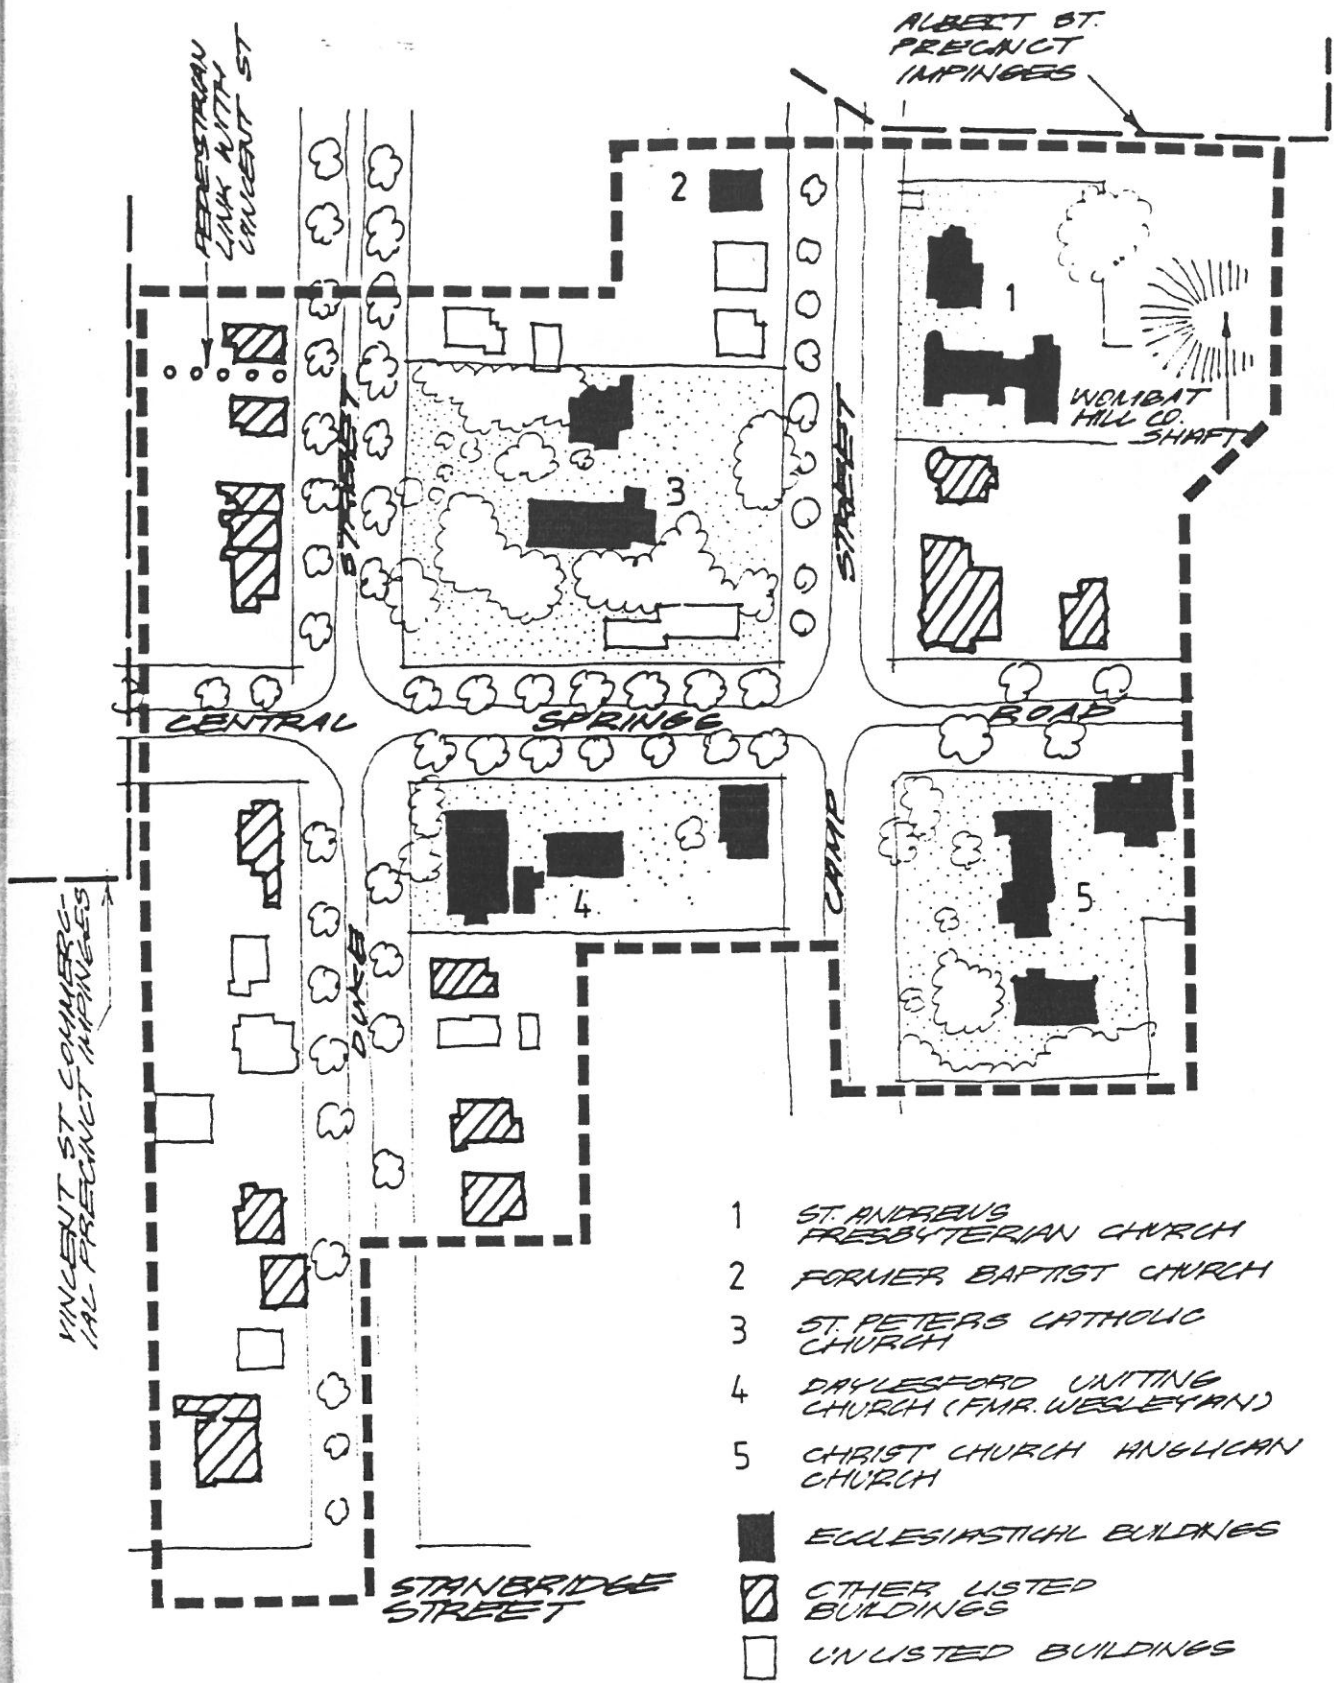 ALBERT ST.
PRECINCT
IMPINGES
PEDESTRIAN
LINK WITH
VINCENT ST
2
1
WOMBAT
HILL CO.
SHAFT
3
STREET
STREET
CENTRAL SPRINGS ROAD
CAMP
4
5
DUKE
VINCENT ST COMMERC-
IAL PRECINCT IMPINGES
STANBRIDGE
STREET
1 ST. ANDREWS
PRESBYTERIAN CHURCH
2 FORMER BAPTIST CHURCH
3 ST. PETERS CATHOLIC
CHURCH
4 DAYLESFORD UNITING
CHURCH (FMR. WESLEYAN)
5 CHRIST CHURCH ANGLICAN
CHURCH
ECCLESIASTICAL BUILDINGS
OTHER LISTED
BUILDINGS
UNLISTED BUILDINGS